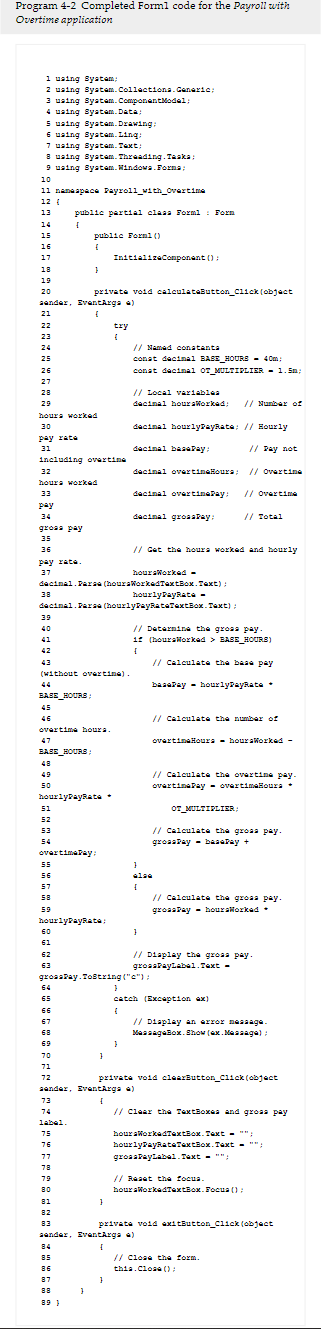 Program 4-2 Completed Form1 code for the Payroll with
Overtime application
1 using System;
2 using System.Collections.Generic;
3 using System.ComponentModel;
4 using System.Data;
5 using System.Drawing;
6 using System.Linq;
7 using System.Text;
8 using System.Threading.Tasks;
9 using System.Windows.Forms;
10
11 namespace Payroll_with_Overtime
12 {
13 public partial class Form1 : Form
14 {
15 public Form1()
16 {
17 InitializeComponent();
18 }
19
20 private void calculateButton_Click(object
sender, EventArgs e)
21 {
22 try
23 {
24 // Named constants
25 const decimal BASE_HOURS = 40m;
26 const decimal OT_MULTIPLIER = 1.5m;
27
28 // Local variables
29 decimal hoursWorked; // Number of
hours worked
30 decimal hourlyPayRate; // Hourly
pay rate
31 decimal basePay; // Pay not
including overtime
32 decimal overtimeHours; // Overtime
hours worked
33 decimal overtimePay; // Overtime
pay
34 decimal grossPay; // Total
gross pay
35
36 // Get the hours worked and hourly
pay rate.
37 hoursWorked =
decimal.Parse(hoursWorkedTextBox.Text);
38 hourlyPayRate =
decimal.Parse(hourlyPayRateTextBox.Text);
39
40 // Determine the gross pay.
41 if (hoursWorked > BASE_HOURS)
42 {
43 // Calculate the base pay
(without overtime).
44 basePay = hourlyPayRate *
BASE_HOURS;
45
46 // Calculate the number of
overtime hours.
47 overtimeHours = hoursWorked -
BASE_HOURS;
48
49 // Calculate the overtime pay.
50 overtimePay = overtimeHours *
hourlyPayRate *
51 OT_MULTIPLIER;
52
53 // Calculate the gross pay.
54 grossPay = basePay +
overtimePay;
55 }
56 else
57 {
58 // Calculate the gross pay.
59 grossPay = hoursWorked *
hourlyPayRate;
60 }
61
62 // Display the gross pay.
63 grossPayLabel.Text =
grossPay.ToString("c");
64 }
65 catch (Exception ex)
66 {
67 // Display an error message.
68 MessageBox.Show(ex.Message);
69 }
70 }
71
72 private void clearButton_Click(object
sender, EventArgs e)
73 {
74 // Clear the TextBoxes and gross pay
label.
75 hoursWorkedTextBox.Text = "";
76 hourlyPayRateTextBox.Text = "";
77 grossPayLabel.Text = "";
78
79 // Reset the focus.
80 hoursWorkedTextBox.Focus();
81 }
82
83 private void exitButton_Click(object
sender, EventArgs e)
84 {
85 // Close the form.
86 this.Close();
87 }
88 }
89 }